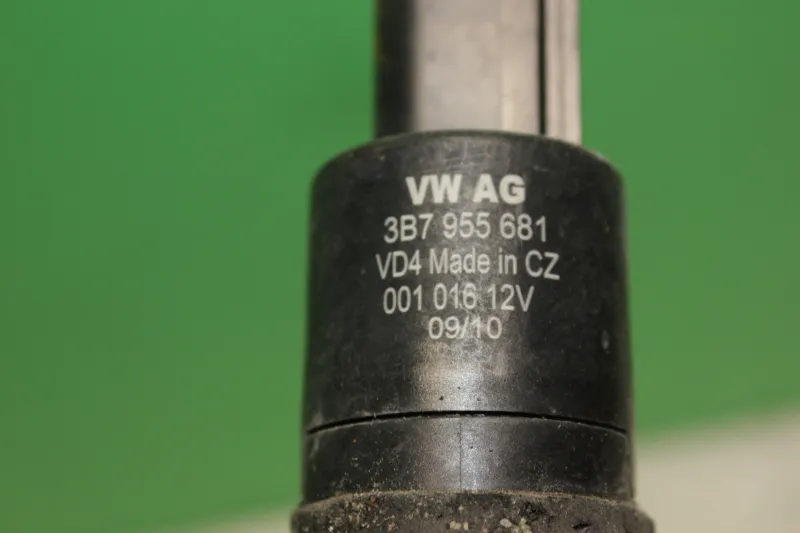 VW AG
3B7 955 681
VD4 Made in CZ
001 016 12V
09/10